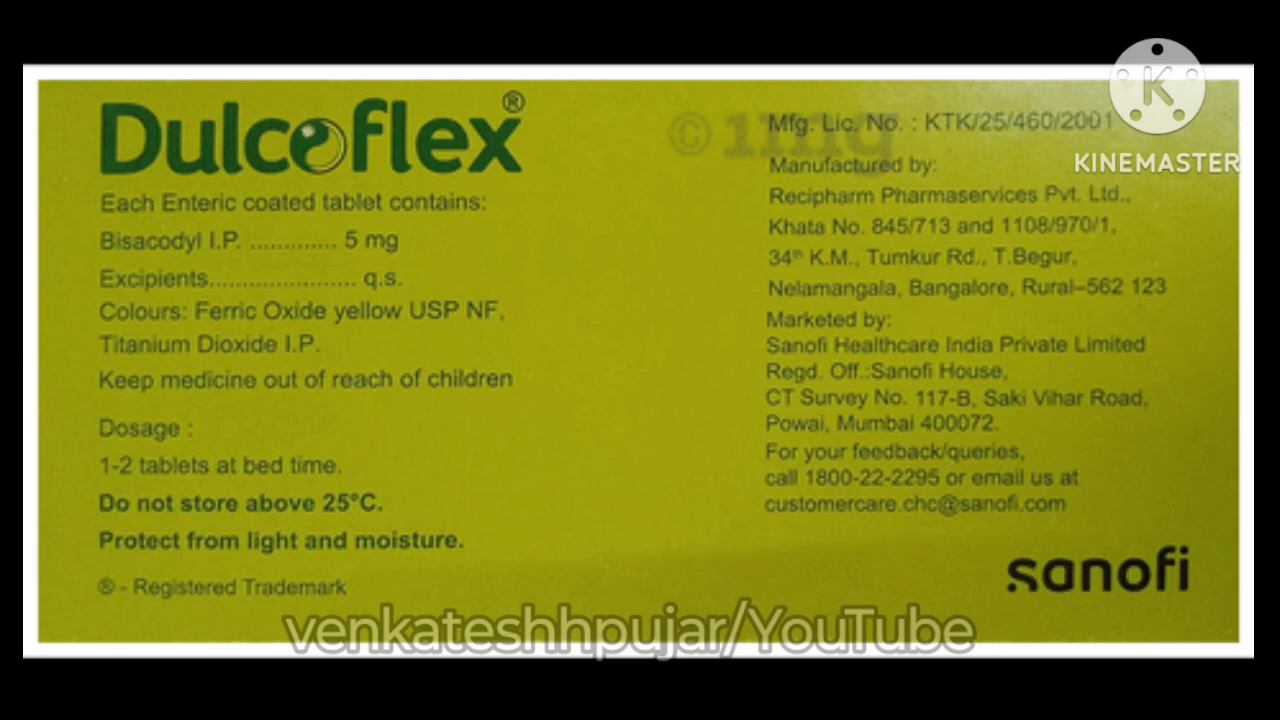 Dulcoflex®
Each Enteric coated tablet contains:
Bisacodyl I.P. ............. 5 mg
Excipients...................... q.s.
Colours: Ferric Oxide yellow USP NF,
Titanium Dioxide I.P.
Keep medicine out of reach of children
Dosage :
1-2 tablets at bed time.
Do not store above 25°C.
Protect from light and moisture.
® - Registered Trademark
© 1mg
Mfg. Lic. No. : KTK/25/460/2001
Manufactured by:
Recipharm Pharmaservices Pvt. Ltd.,
Khata No. 845/713 and 1108/970/1,
34th K.M., Tumkur Rd., T.Begur,
Nelamangala, Bangalore, Rural–562 123
Marketed by:
Sanofi Healthcare India Private Limited
Regd. Off.:Sanofi House,
CT Survey No. 117-B, Saki Vihar Road,
Powai, Mumbai 400072.
For your feedback/queries,
call 1800-22-2295 or email us at
customercare.chc@sanofi.com
sanofi
K
KINEMASTER
venkateshhpujar/YouTube